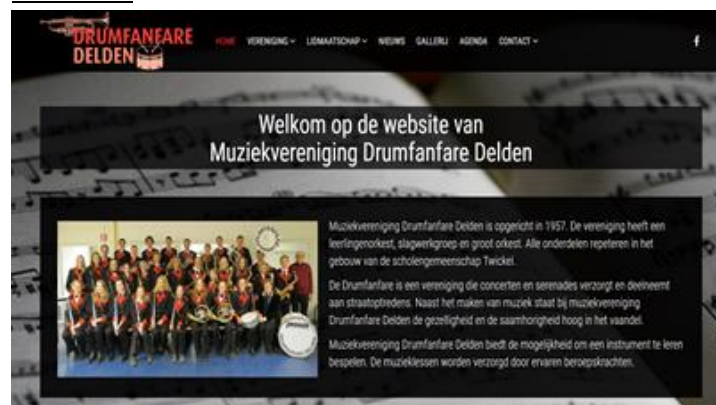 DRUMFANFARE
DELDEN
HOME VERENIGING LIDMAATSCHAP NIEUWS GALLERIJ AGENDA CONTACT
f
Welkom op de website van
Muziekvereniging Drumfanfare Delden
Muziekvereniging Drumfanfare Delden is opgericht in 1957. De vereniging heeft een
leerlingenorkest, slagwerkgroep en groot orkest. Alle onderdelen repeteren in het
gebouw van de scholengemeenschap Twickel.
De Drumfanfare is een vereniging die concerten en serenades verzorgt en deelneemt
aan straatoptredens. Naast het maken van muziek staat bij muziekvereniging
Drumfanfare Delden de gezelligheid en de saamhorigheid hoog in het vaandel.
Muziekvereniging Drumfanfare Delden biedt de mogelijkheid om een instrument te leren
bespelen. De muzieklessen worden verzorgd door ervaren beroepskrachten.